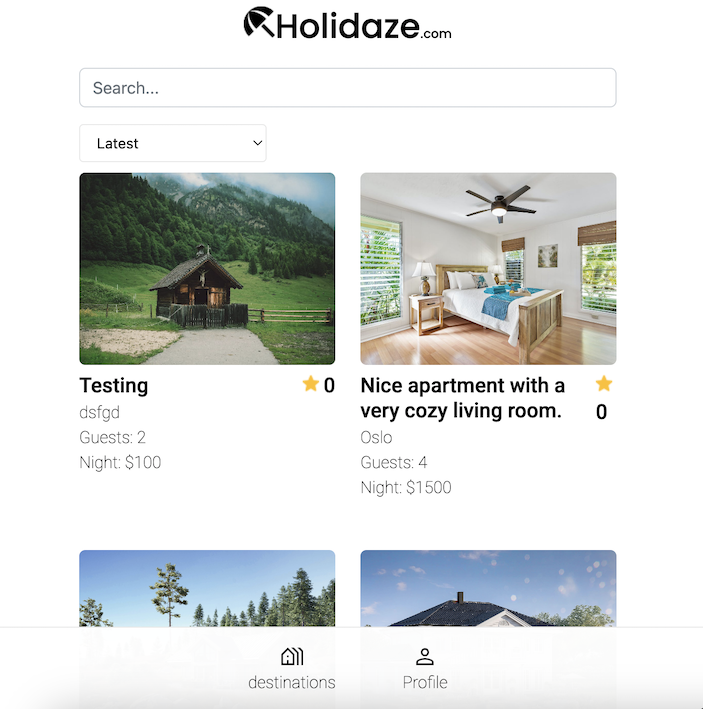 Holidaze.com
Search...
Latest
Testing
0
dsfgd
Guests: 2
Night: $100
Nice apartment with a
very cozy living room.
0
Oslo
Guests: 4
Night: $1500
destinations
Profile